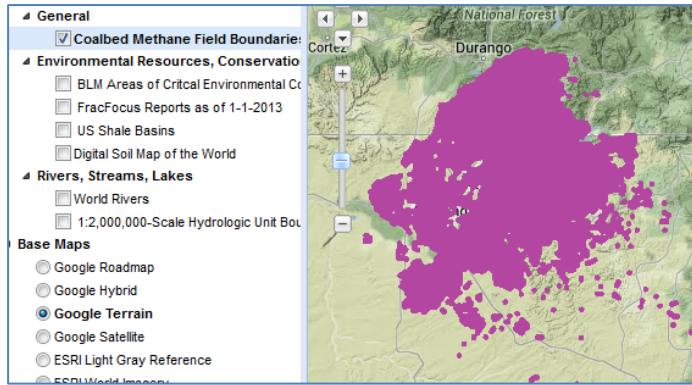 General
Coalbed Methane Field Boundaries
Environmental Resources, Conservatio
BLM Areas of Critcal Environmental Co
FracFocus Reports as of 1-1-2013
US Shale Basins
Digital Soil Map of the World
Rivers, Streams, Lakes
World Rivers
1:2,000,000-Scale Hydrologic Unit Bou
Base Maps
Google Roadmap
Google Hybrid
Google Terrain
Google Satellite
ESRI Light Gray Reference
ESRI World Imagery
National Forest
Cortez
Durango